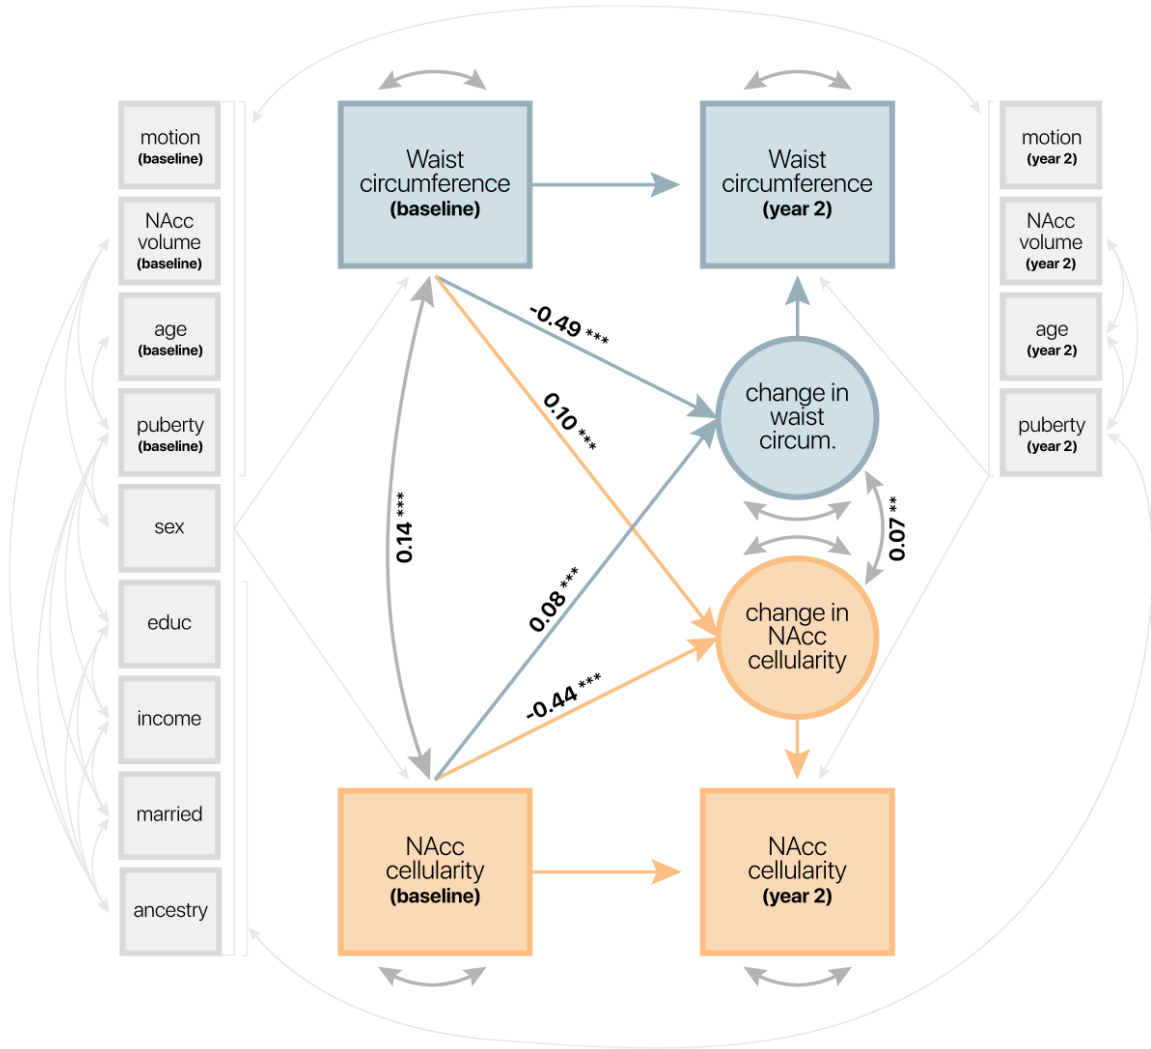 motion
(baseline)
NAcc
volume
(baseline)
age
(baseline)
puberty
(baseline)
sex
educ
income
married
ancestry
Waist
circumference
(baseline)
Waist
circumference
(year 2)
-0.49 ***
0.10 ***
0.14 ***
0.08 ***
-0.44 ***
change in
waist
circum.
0.07 **
change in
NAcc
cellularity
NAcc
cellularity
(baseline)
NAcc
cellularity
(year 2)
motion
(year 2)
NAcc
volume
(year 2)
age
(year 2)
puberty
(year 2)